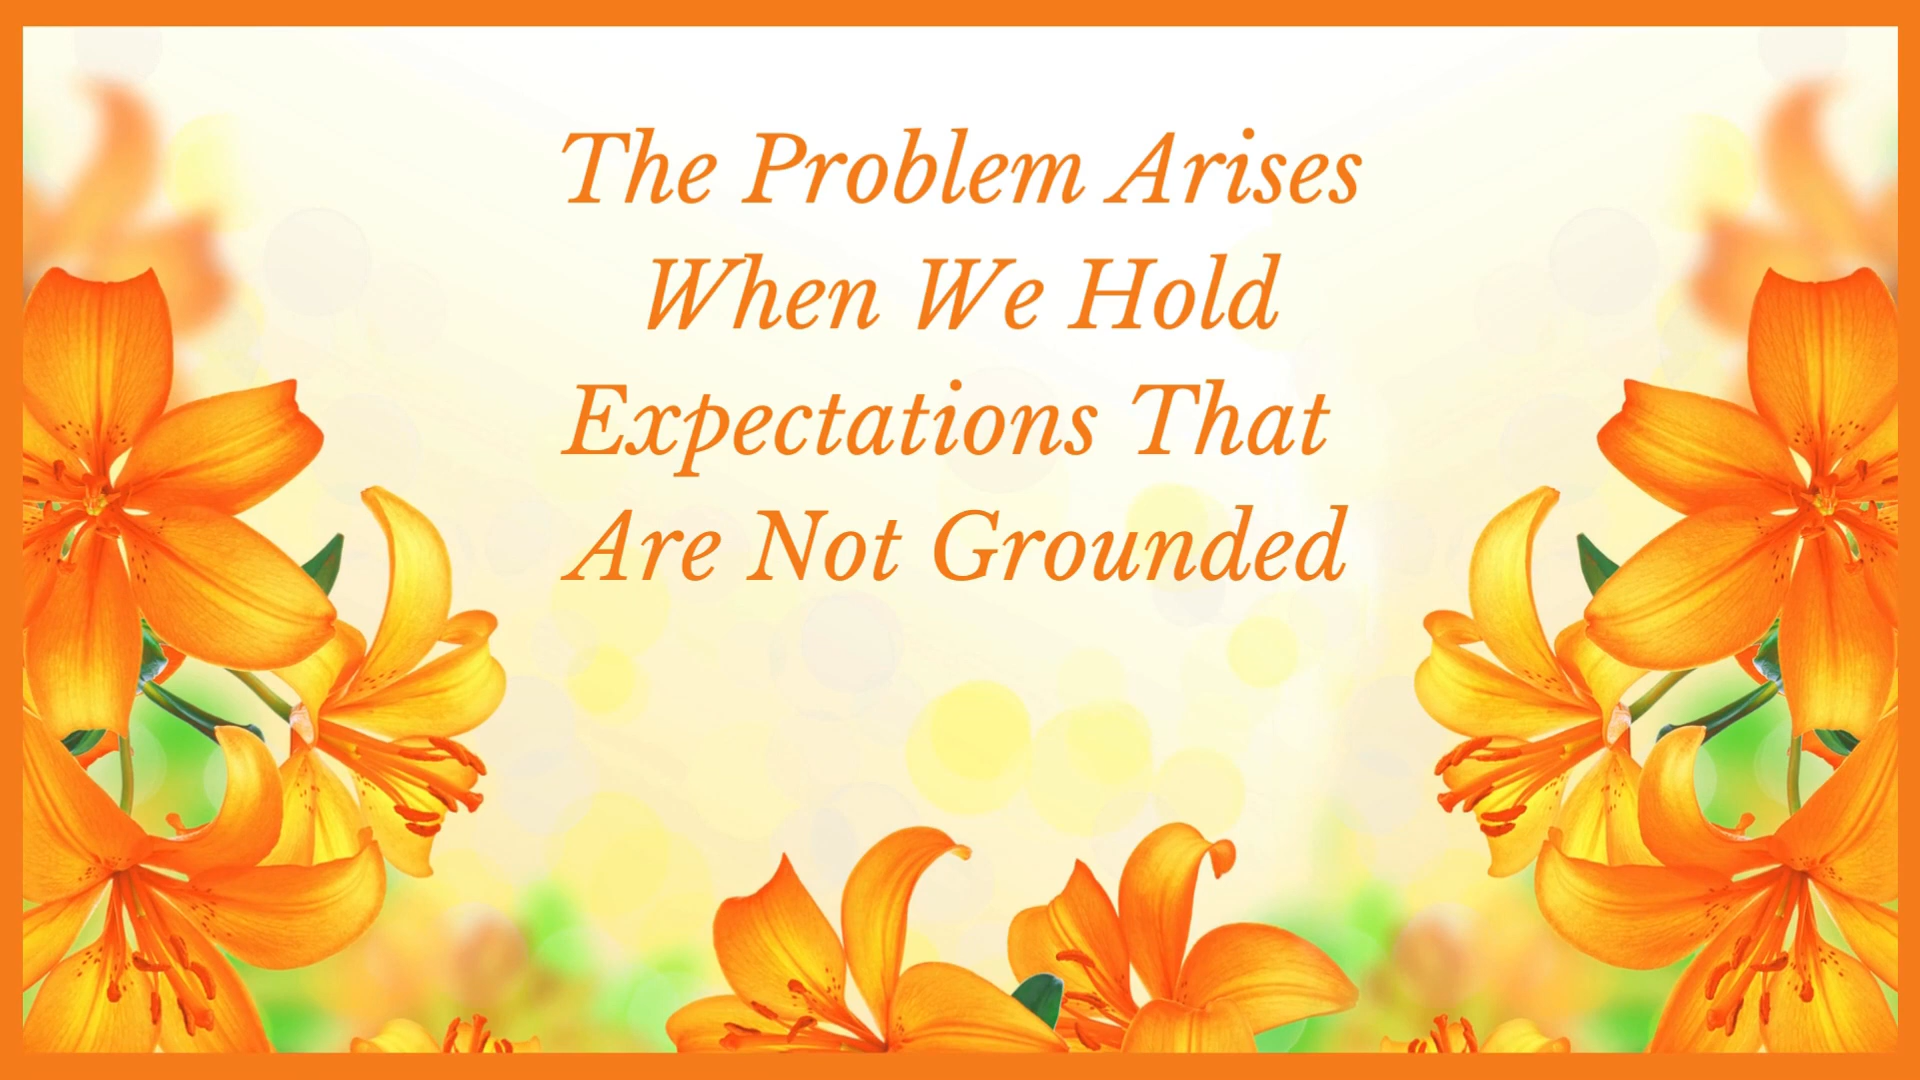 The Problem Arises
When We Hold
Expectations That
Are Not Grounded